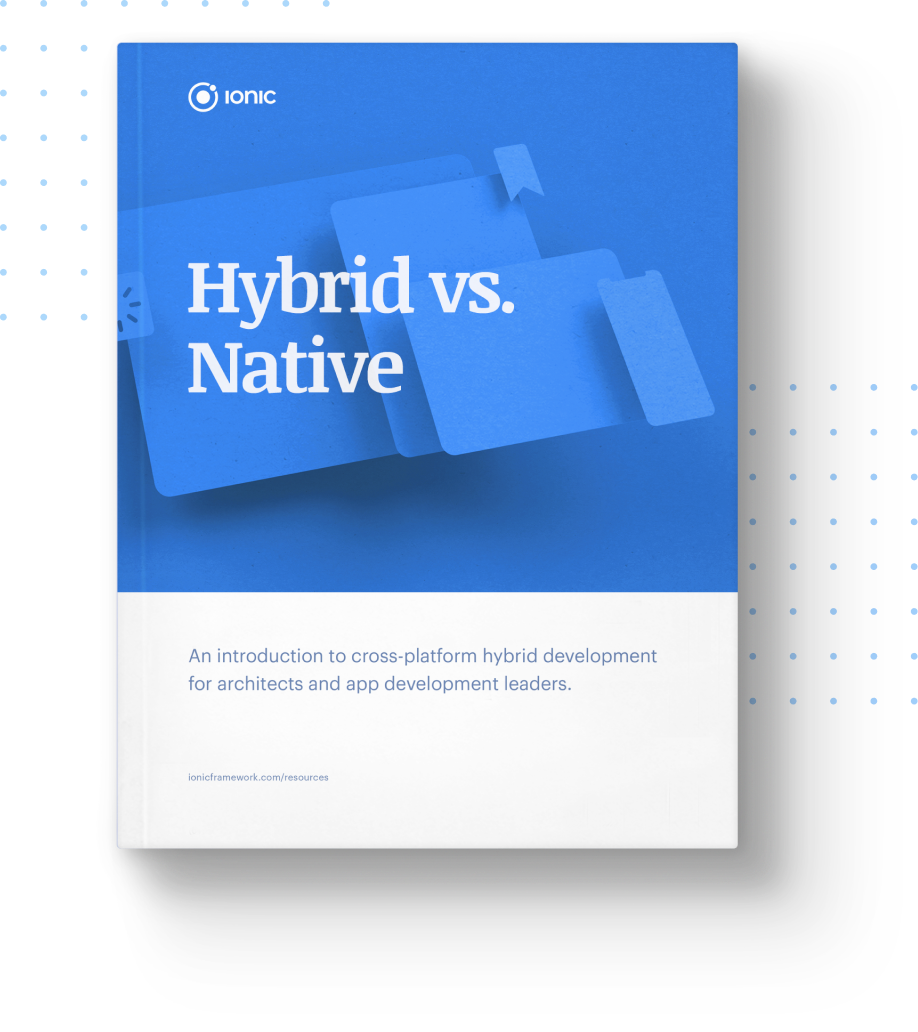 IONIC
Hybrid vs.
Native
An introduction to cross-platform hybrid development
for architects and app development leaders.
ionicframework.com/resources